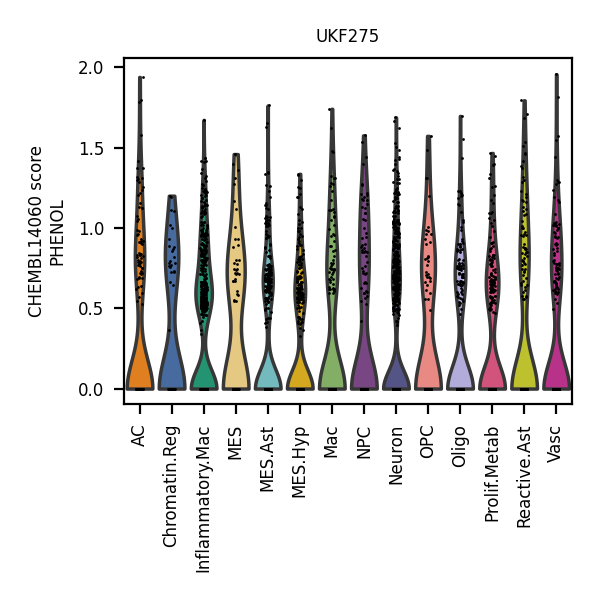 UKF275
CHEMBL14060 score
PHENOL
2.0
1.5
1.0
0.5
0.0
AC
Chromatin.Reg
Inflammatory.Mac
MES
MES.Ast
MES.Hyp
Mac
NPC
Neuron
OPC
Oligo
Prolif.Metab
Reactive.Ast
Vasc